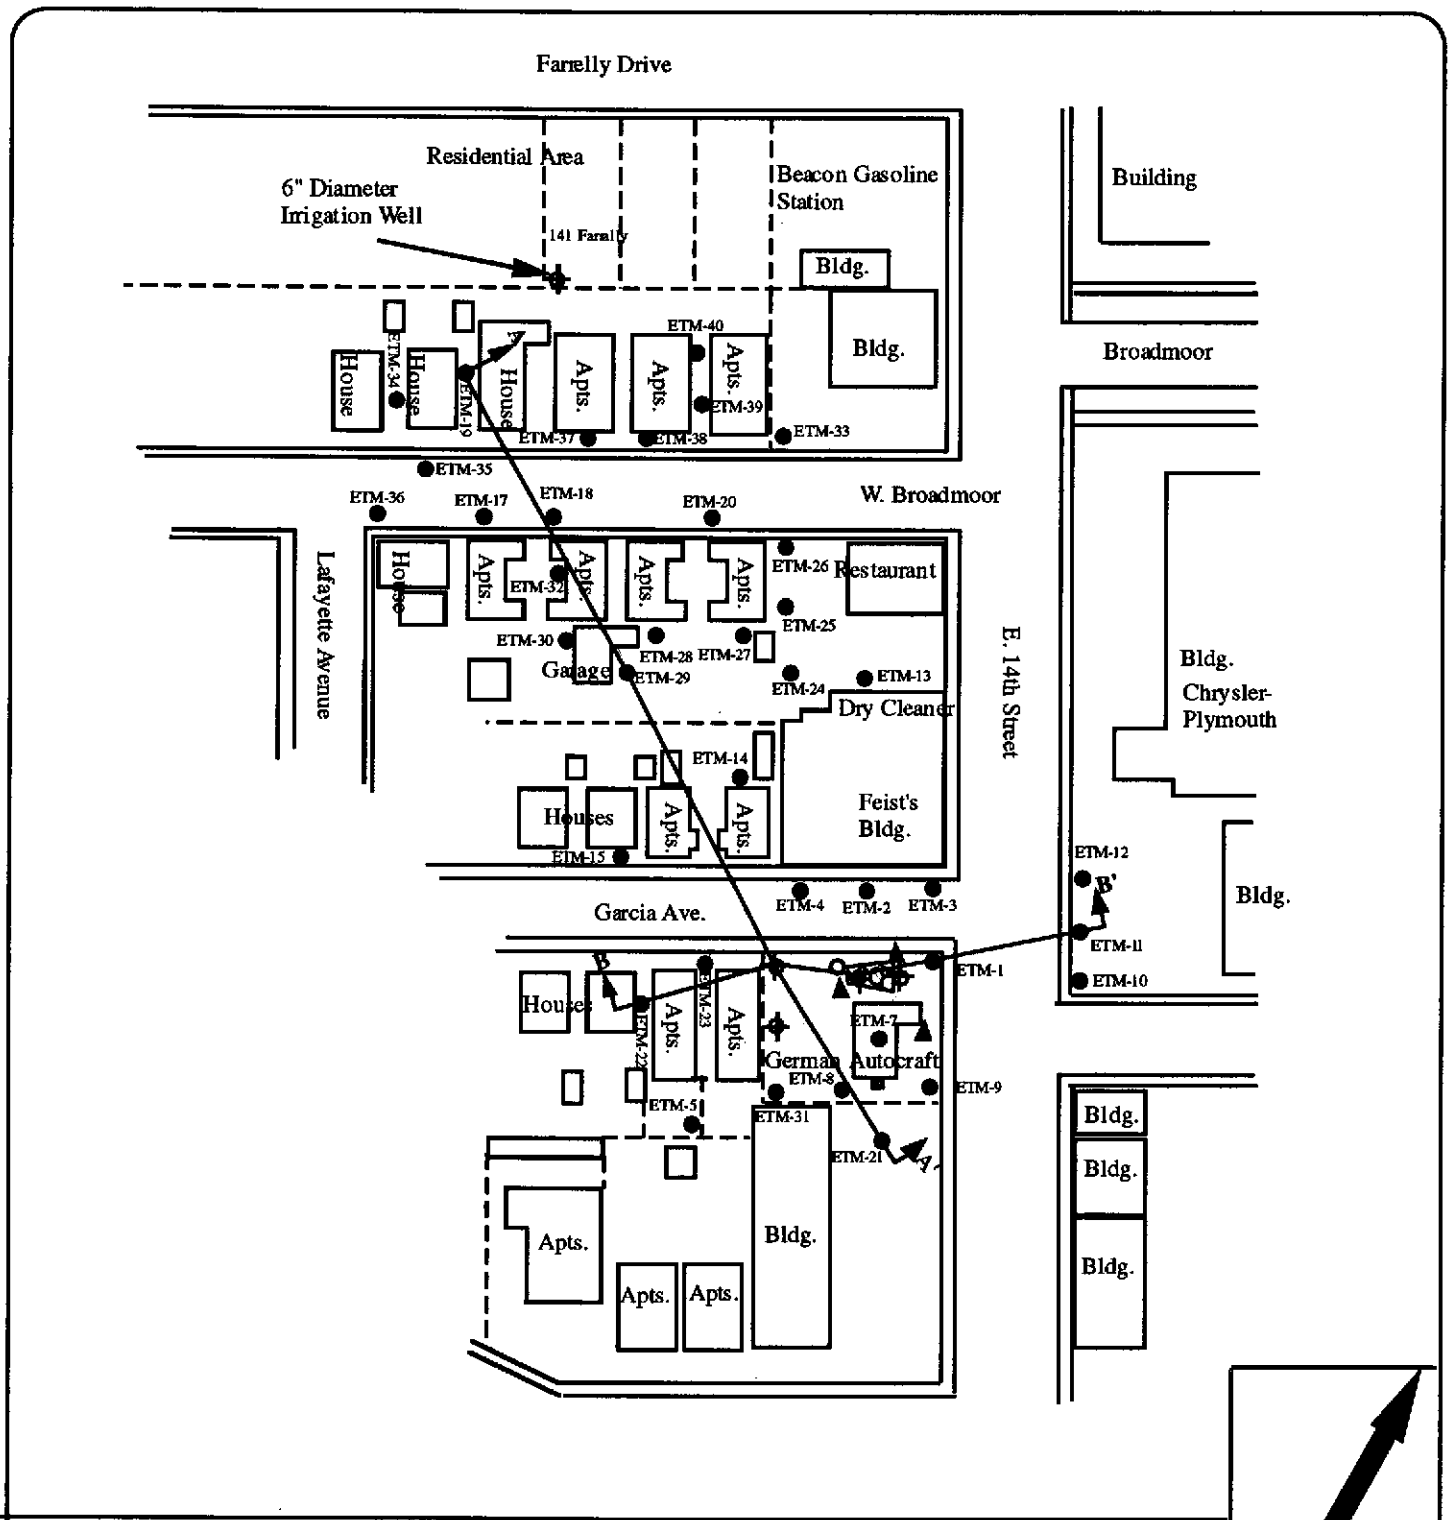 Farrelly Drive
Residential Area
6" Diameter
Irrigation Well
Beacon Gasoline
Station
Building
141 Farrally
Bldg.
Bldg.
Broadmoor
ETM-40
ETM-34
House
House
ETM-19
A
House
Apts.
Apts.
Apts.
ETM-39
ETM-37
ETM-38
ETM-33
ETM-35
W. Broadmoor
ETM-36
ETM-17
ETM-18
ETM-20
Lafayette Avenue
House
Apts.
Apts.
Apts.
Apts.
ETM-32
ETM-26
Restaurant
ETM-25
ETM-30
ETM-28
ETM-27
Garage
ETM-29
ETM-24
ETM-13
E. 14th Street
Bldg.
Chrysler-
Plymouth
Dry Cleaner
ETM-14
Feist's
Bldg.
Houses
Apts.
Apts.
ETM-15
ETM-12
B'
Bldg.
ETM-4
ETM-2
ETM-3
Garcia Ave.
ETM-11
B
ETM-1
ETM-10
Houses
ETM-22
Apts.
ETM-23
Apts.
ETM-7
German Autocraft
ETM-8
ETM-9
ETM-5
ETM-31
ETM-21
A'
Bldg.
Bldg.
Bldg.
Apts.
Bldg.
Apts.
Apts.